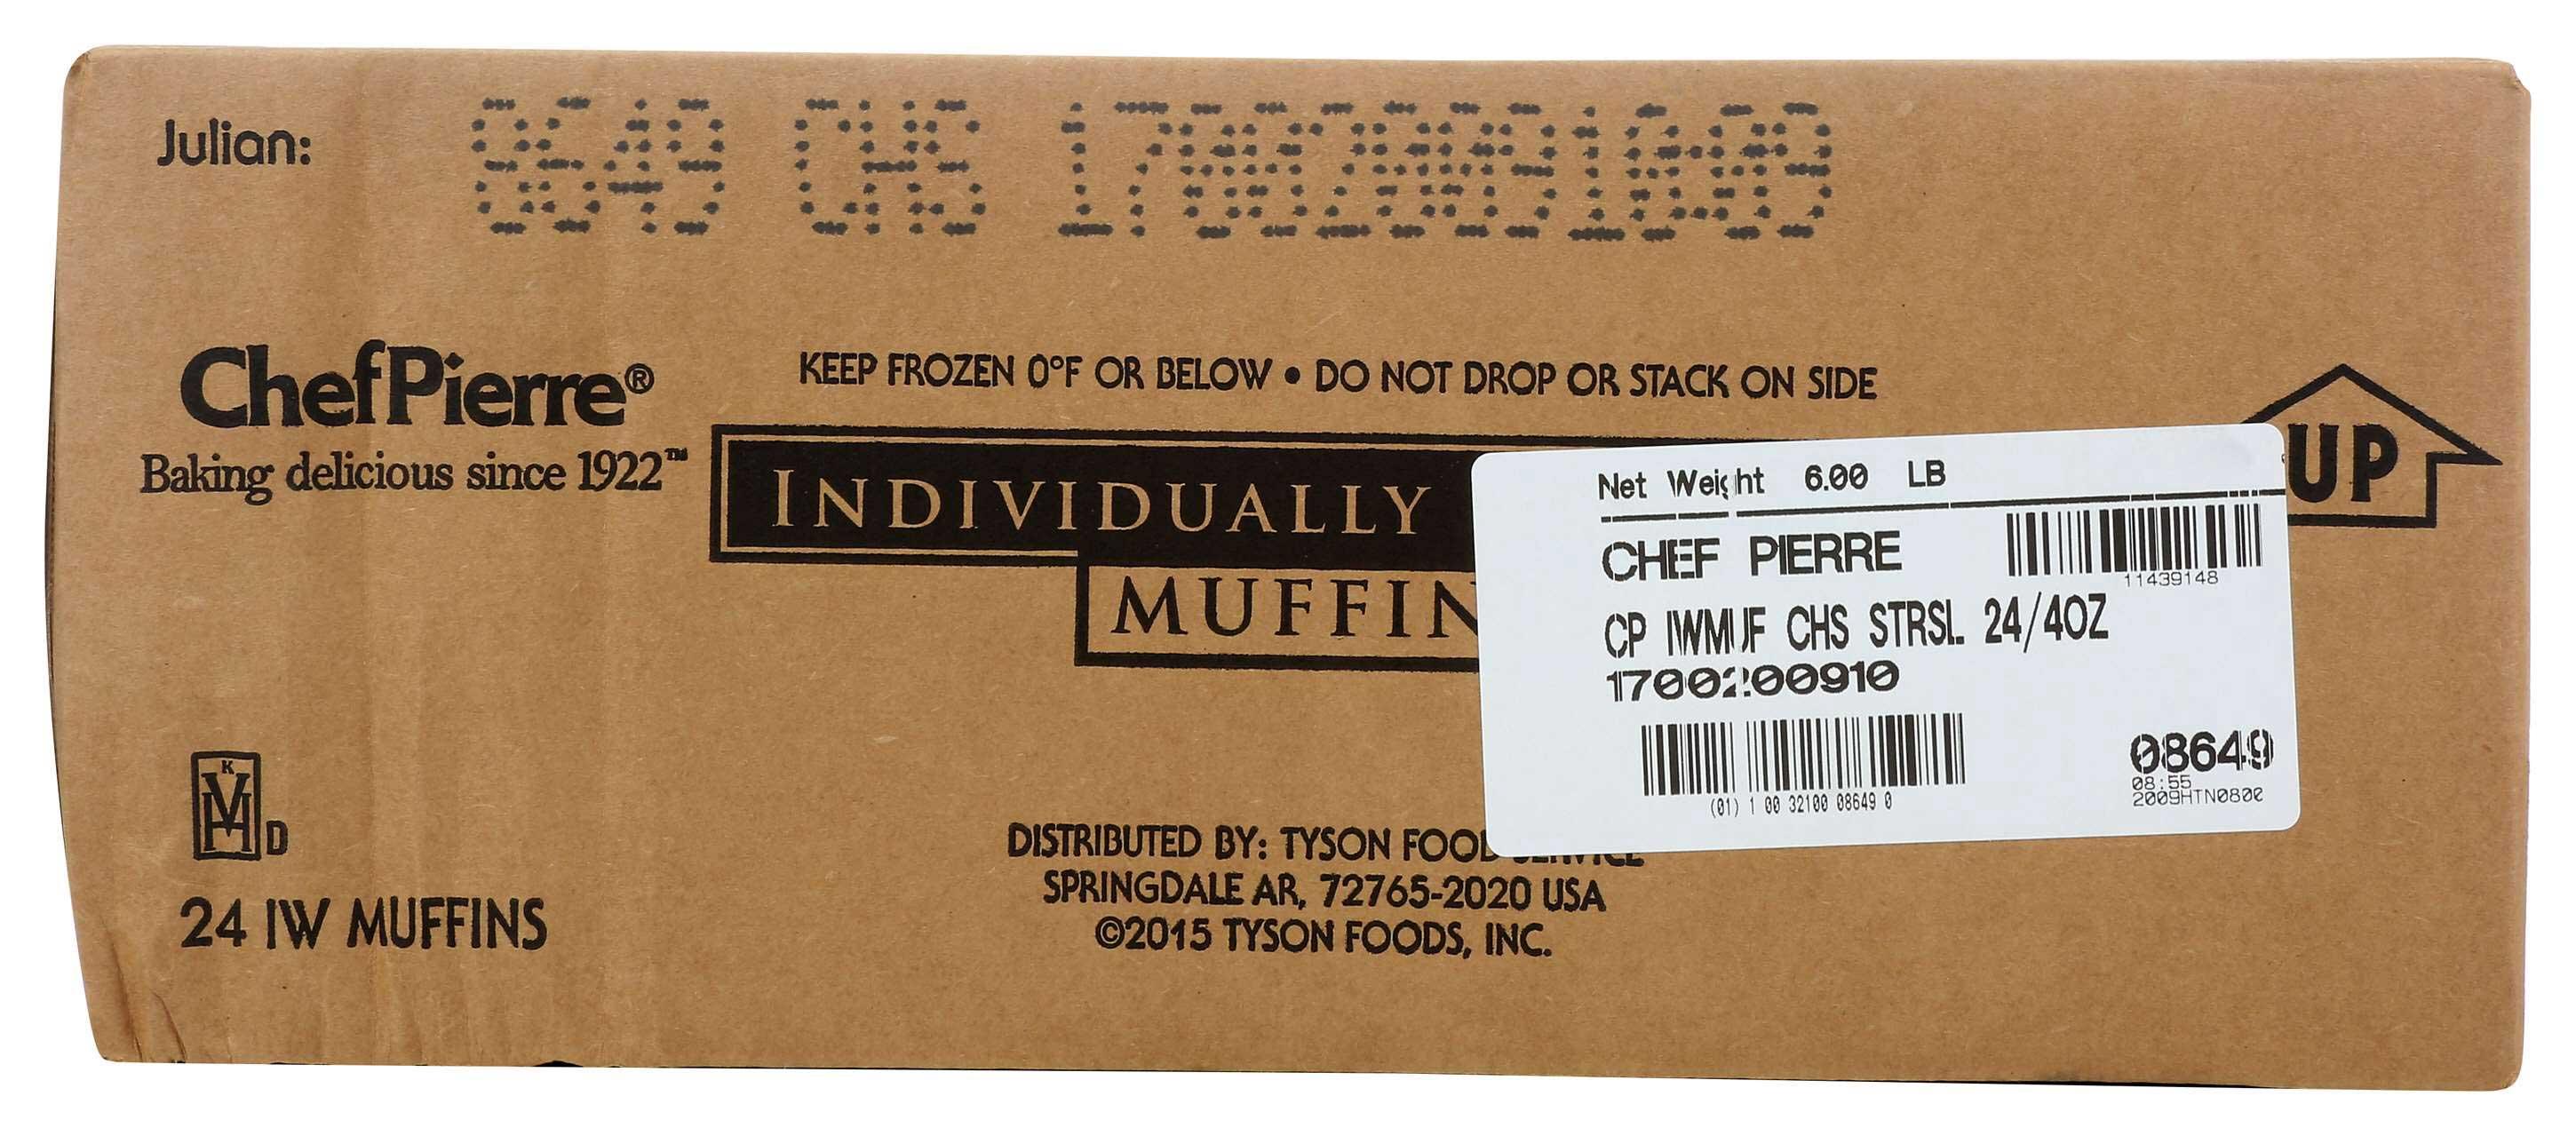 Julian: 8649 CHS
ChefPierre®
Baking delicious since 1922™
KEEP FROZEN 0°F OR BELOW • DO NOT DROP OR STACK ON SIDE
UP
INDIVIDUALLY
MUFFIN
Net Weight 6.00 LB
CHEF PIERRE
11439148
CP IWMUF CHS STRSL 24/4OZ
1700200910
(01) 1 00 32100 08649 0
08649
08:55
2009HTN0802
K
VH
D
24 IW MUFFINS
DISTRIBUTED BY: TYSON FOOD SERVICE
SPRINGDALE AR, 72765-2020 USA
©2015 TYSON FOODS, INC.